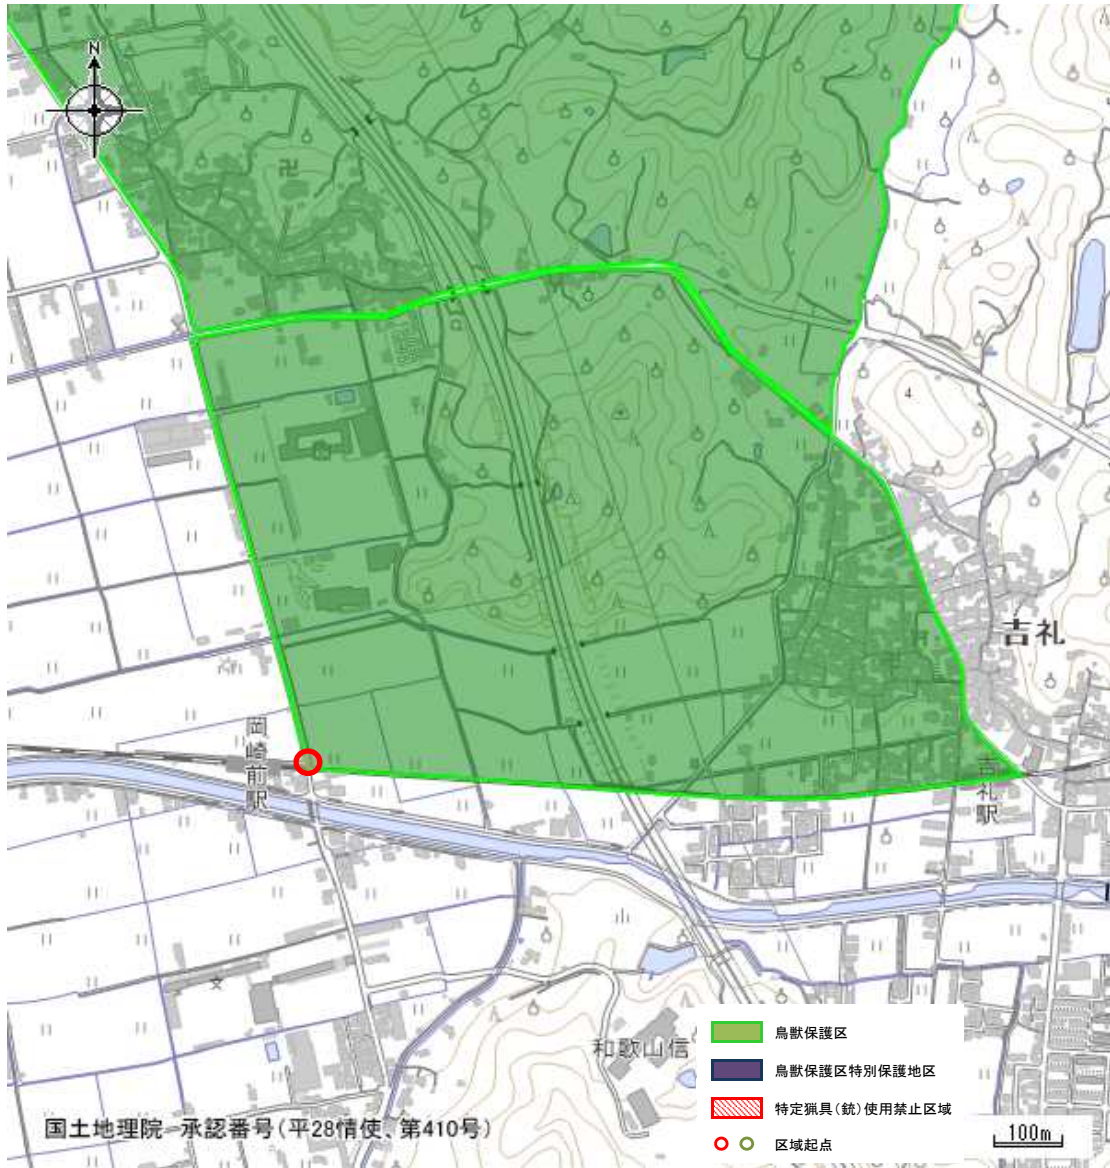 N
4
吉礼
岡崎前駅
吉礼駅
和歌山信
鳥獣保護区
鳥獣保護区特別保護地区
特定猟具(銃)使用禁止区域
区域起点
国土地理院 承認番号(平28情使、第410号)
100m